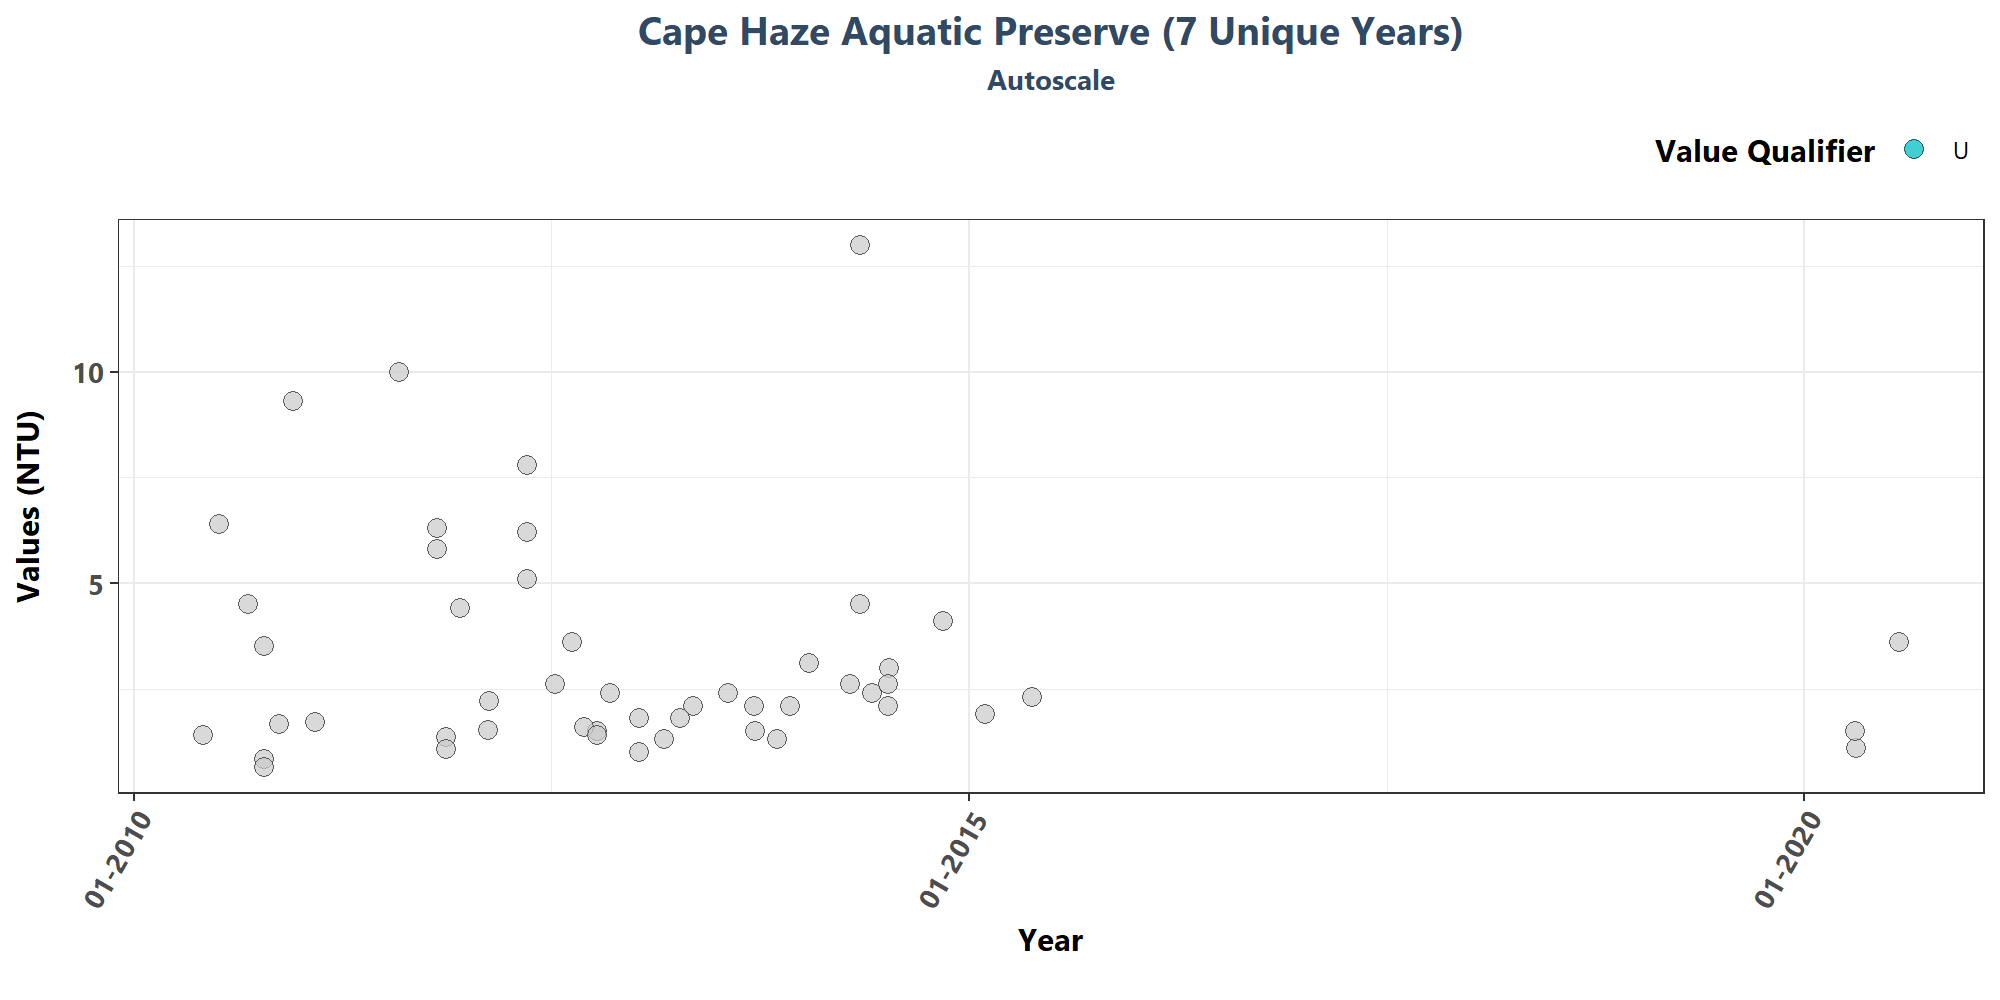 Cape Haze Aquatic Preserve (7 Unique Years)
Autoscale
Value Qualifier U
Values (NTU)
10
5
01-2010
01-2015
01-2020
Year